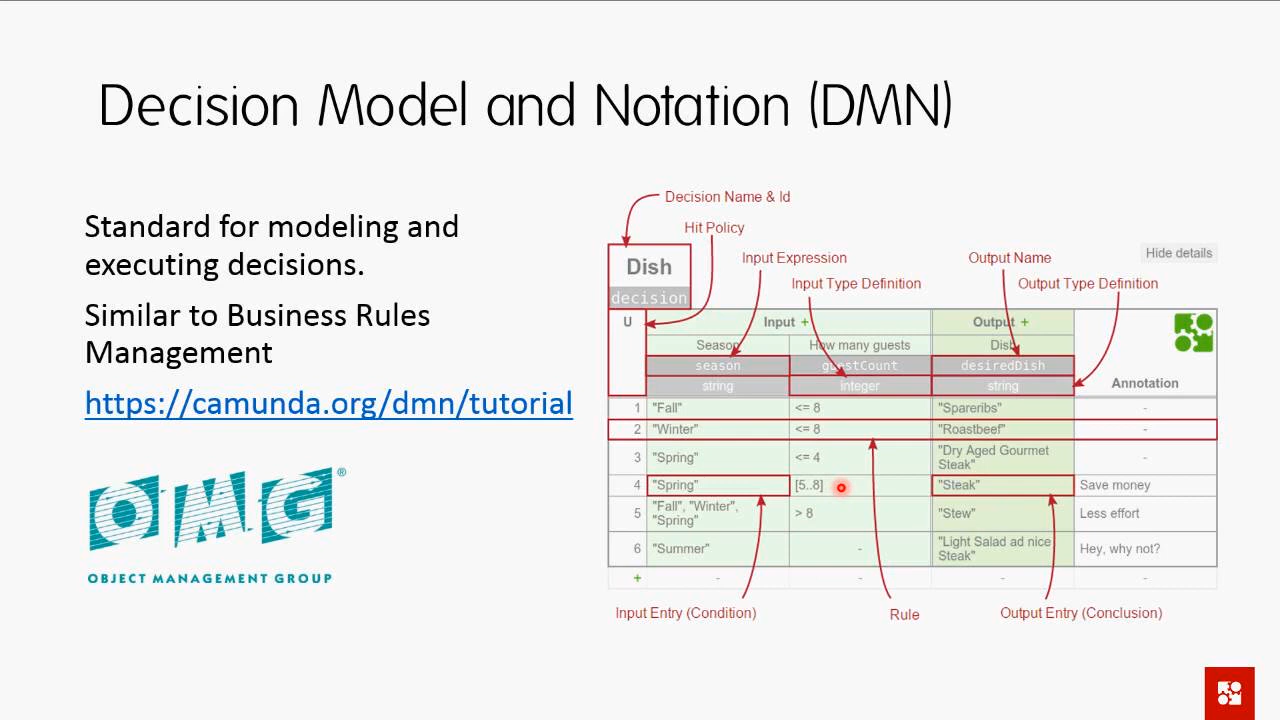 Decision Model and Notation (DMN)
Standard for modeling and
executing decisions.
Similar to Business Rules
Management
https://camunda.org/dmn/tutorial
OMG®
OBJECT MANAGEMENT GROUP
Decision Name & Id
Hit Policy
Input Expression
Output Name
Hide details
Input Type Definition
Output Type Definition
Dish
decision
U
Input +
Output +
Annotation
Season
How many guests
Dish
season
guestCount
desiredDish
string
integer
string
1 "Fall" <= 8 "Spareribs" -
2 "Winter" <= 8 "Roastbeef" -
3 "Spring" <= 4 "Dry Aged Gourmet
Steak" -
4 "Spring" [5..8] "Steak" Save money
5 "Fall", "Winter",
"Spring" > 8 "Stew" Less effort
6 "Summer" - "Light Salad ad nice
Steak" Hey, why not?
+ - - - -
Input Entry (Condition)
Rule
Output Entry (Conclusion)